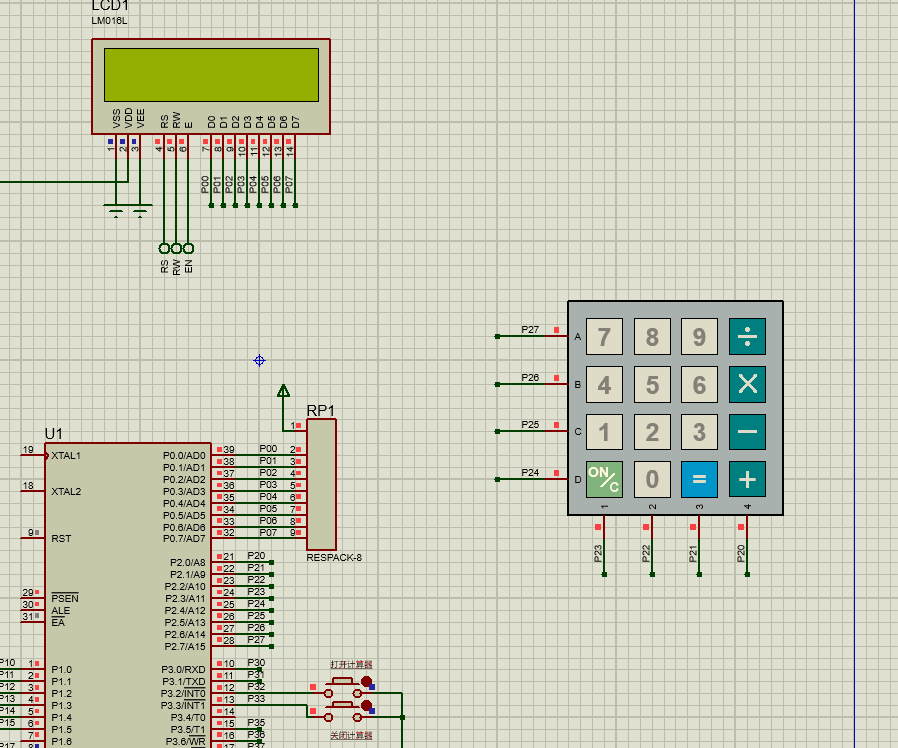 LCD1
LM016L
VSS
VDD
VEE
RS
RW
E
D0
D1
D2
D3
D4
D5
D6
D7
1
2
3
4
5
6
7
8
9
10
11
12
13
14
P00
P01
P02
P03
P04
P05
P06
P07
RS
RW
EN
P27 A 7 8 9 ÷
P26 B 4 5 6 ×
P25 C 1 2 3 −
P24 D ON/C 0 = +
1 2 3 4
P23 P22 P21 P20
RP1
1
U1
19 XTAL1 P0.0/AD0 39 P00 2
P0.1/AD1 38 P01 3
P0.2/AD2 37 P02 4
18 XTAL2 P0.3/AD3 36 P03 5
P0.4/AD4 35 P04 6
P0.5/AD5 34 P05 7
P0.6/AD6 33 P06 8
9 RST P0.7/AD7 32 P07 9
RESPACK-8
P2.0/A8 21 P20
P2.1/A9 22 P21
P2.2/A10 23 P22
29 PSEN P2.3/A11 24 P23
30 ALE P2.4/A12 25 P24
31 EA P2.5/A13 26 P25
P2.6/A14 27 P26
P2.7/A15 28 P27
打开计算器
P10 1 P1.0 P3.0/RXD 10 P30
P11 2 P1.1 P3.1/TXD 11 P31
P12 3 P1.2 P3.2/INT0 12 P32
P13 4 P1.3 P3.3/INT1 13 P33
P14 5 P1.4 P3.4/T0 14
P15 6 P1.5 P3.5/T1 15 P35
7 P1.6 P3.6/WR 16 P36
关闭计算器
P17 8 17 P37